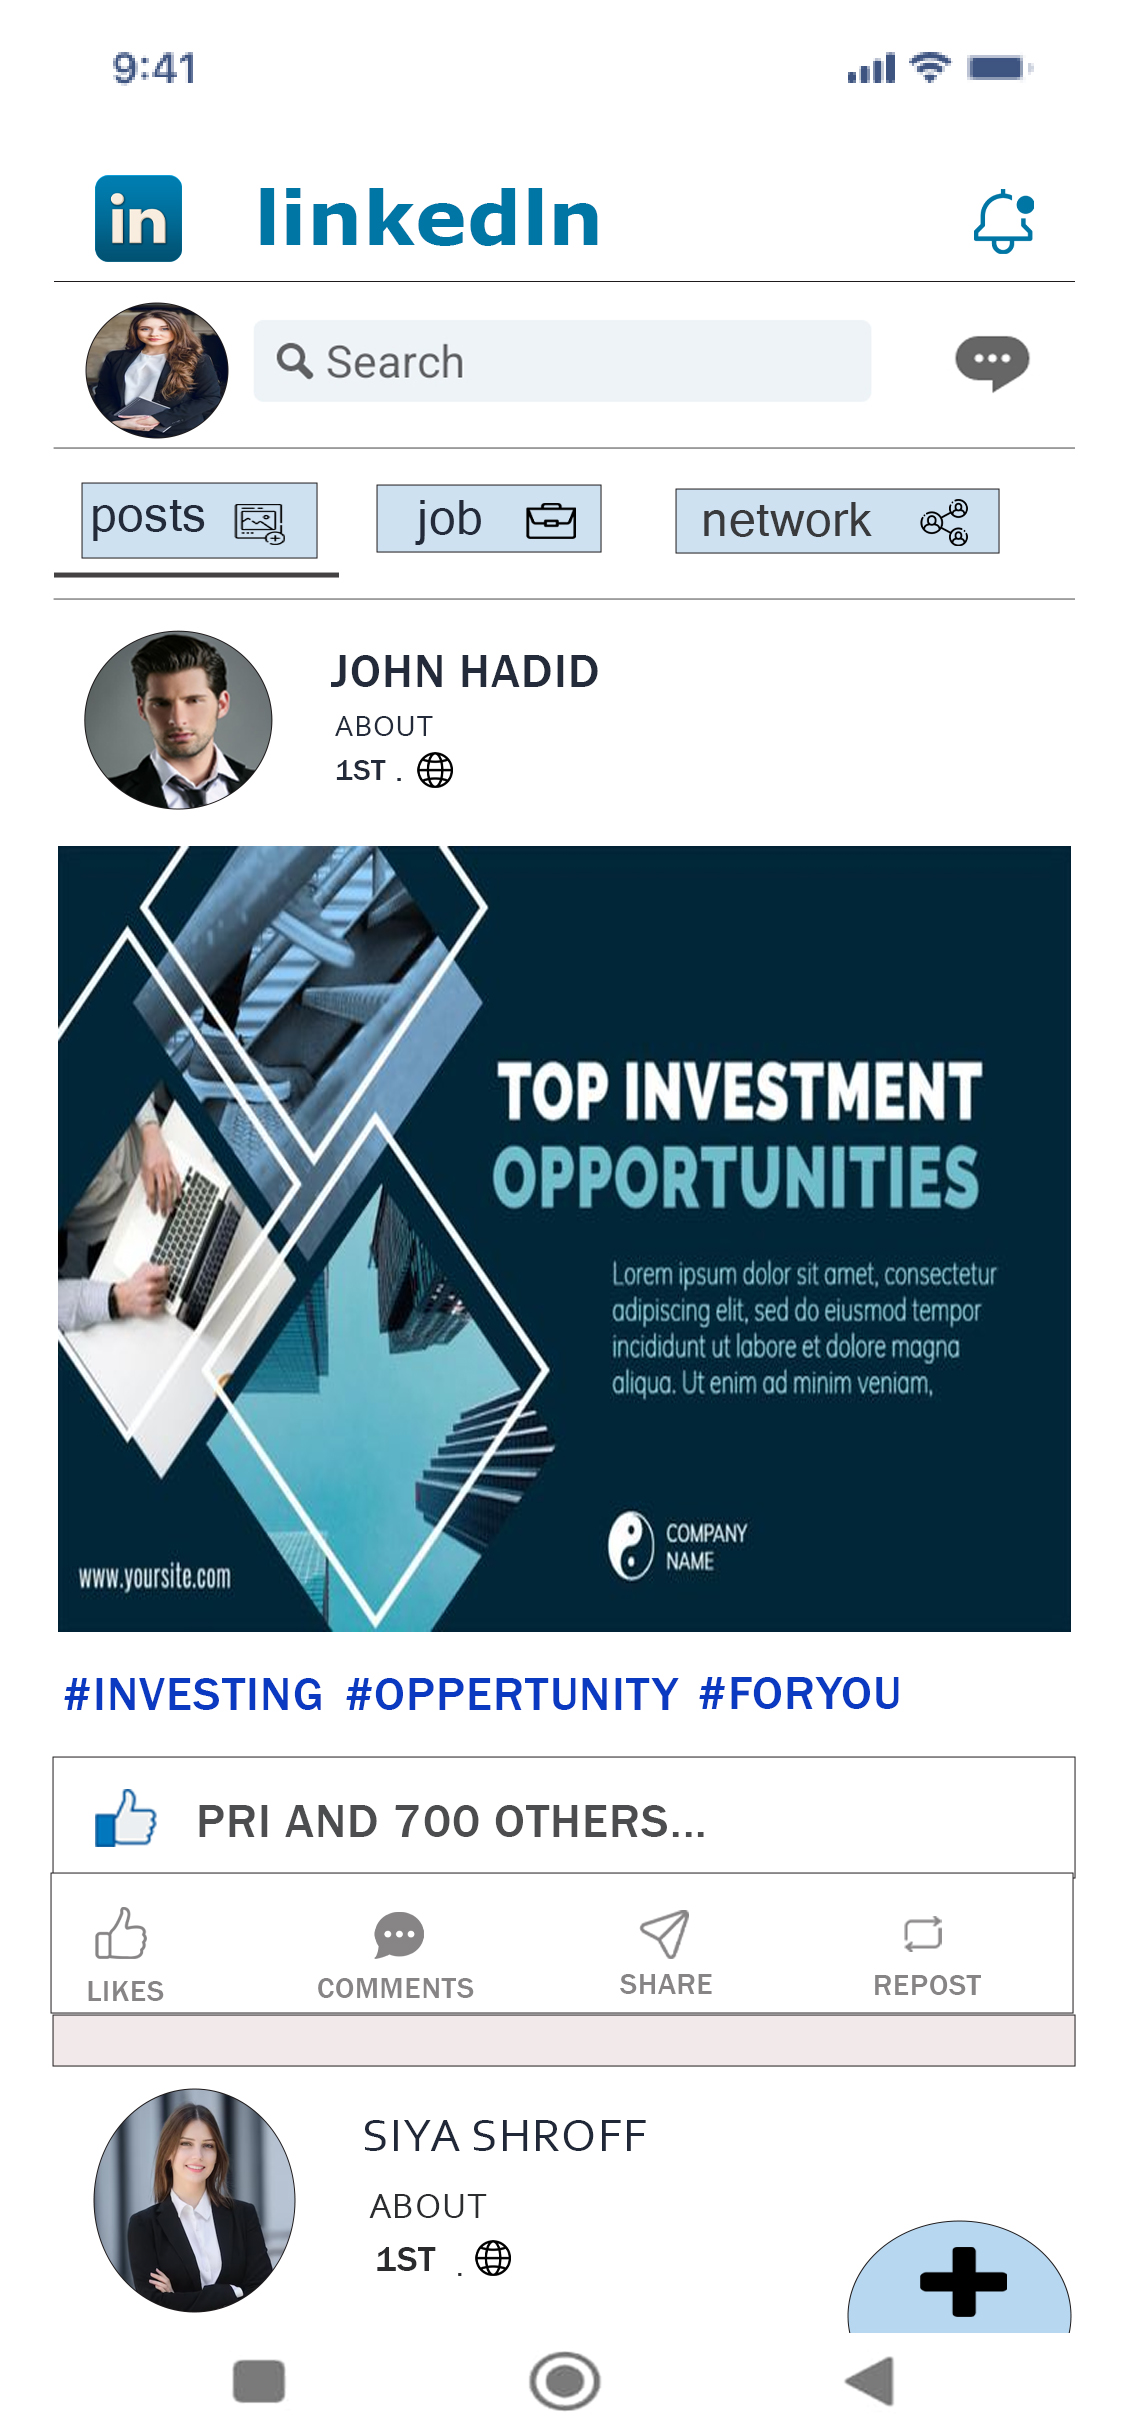 9:41
in linkedIn
Search
posts job network
JOHN HADID
ABOUT
1ST .
TOP INVESTMENT
OPPORTUNITIES
Lorem ipsum dolor sit amet, consectetur
adipiscing elit, sed do eiusmod tempor
incididunt ut labore et dolore magna
aliqua. Ut enim ad minim veniam,
COMPANY
NAME
www.yoursite.com
#INVESTING #OPPERTUNITY #FORYOU
PRI AND 700 OTHERS...
LIKES COMMENTS SHARE REPOST
SIYA SHROFF
ABOUT
1ST .